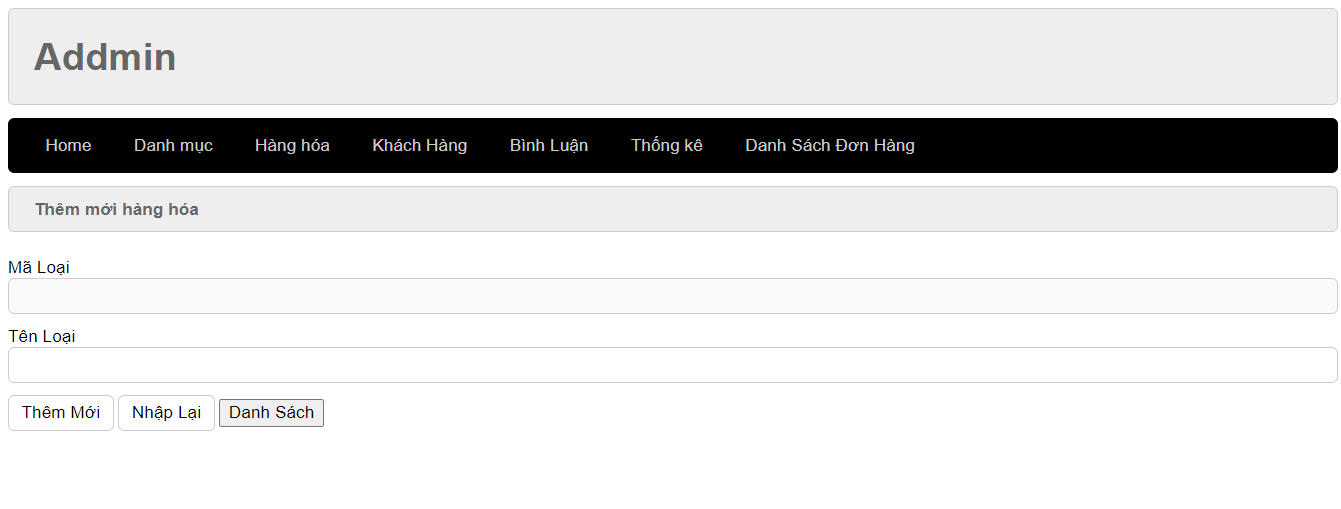 Addmin
Home Danh mục Hàng hóa Khách Hàng Bình Luận Thống kê Danh Sách Đơn Hàng
Thêm mới hàng hóa
Mã Loại
Tên Loại
Thêm Mới Nhập Lại Danh Sách